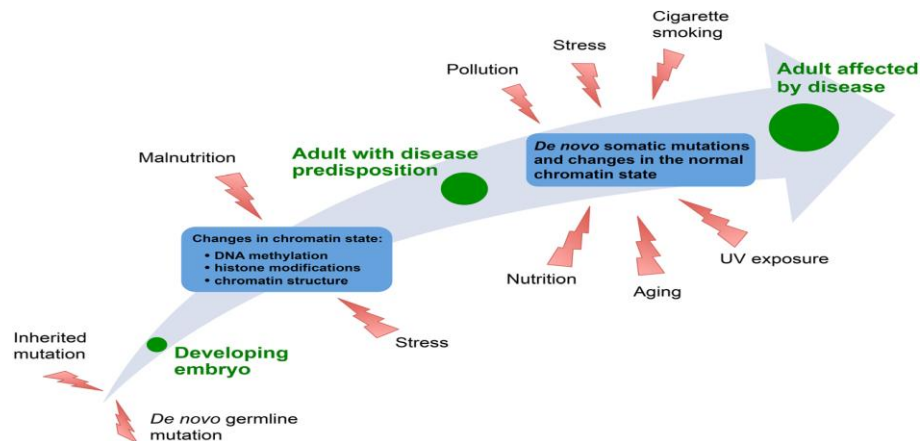 Cigarette
smoking
Stress
Pollution
Adult affected
by disease
Malnutrition
Adult with disease
predisposition
De novo somatic mutations
and changes in the normal
chromatin state
Changes in chromatin state:
• DNA methylation
• histone modifications
• chromatin structure
Nutrition
Aging
UV exposure
Inherited
mutation
Developing
embryo
Stress
De novo germline
mutation